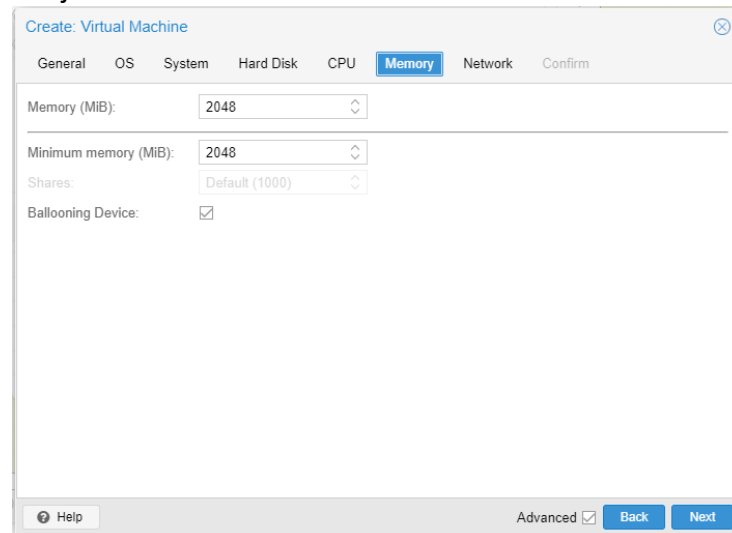 Create: Virtual Machine
General OS System Hard Disk CPU Memory Network Confirm
Memory (MiB): 2048
Minimum memory (MiB): 2048
Shares: Default (1000)
Ballooning Device:
Help Advanced Back Next